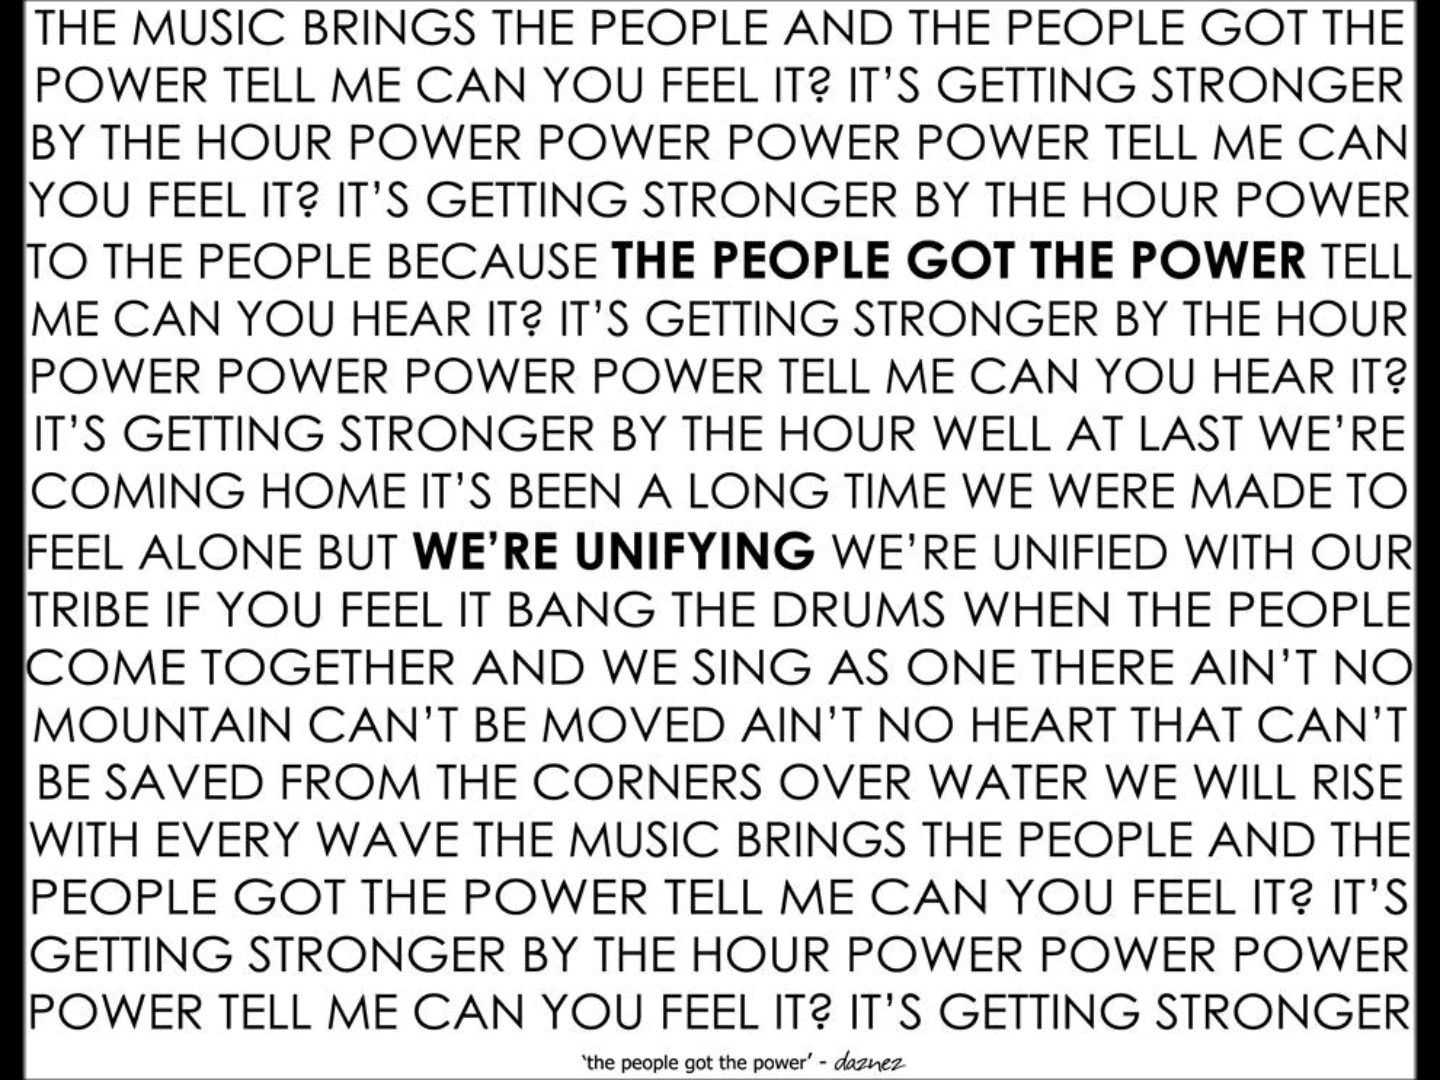 THE MUSIC BRINGS THE PEOPLE AND THE PEOPLE GOT THE
POWER TELL ME CAN YOU FEEL IT? IT'S GETTING STRONGER
BY THE HOUR POWER POWER POWER POWER TELL ME CAN
YOU FEEL IT? IT'S GETTING STRONGER BY THE HOUR POWER
TO THE PEOPLE BECAUSE THE PEOPLE GOT THE POWER TELL
ME CAN YOU HEAR IT? IT'S GETTING STRONGER BY THE HOUR
POWER POWER POWER POWER TELL ME CAN YOU HEAR IT?
IT'S GETTING STRONGER BY THE HOUR WELL AT LAST WE'RE
COMING HOME IT'S BEEN A LONG TIME WE WERE MADE TO
FEEL ALONE BUT WE'RE UNIFYING WE'RE UNIFIED WITH OUR
TRIBE IF YOU FEEL IT BANG THE DRUMS WHEN THE PEOPLE
COME TOGETHER AND WE SING AS ONE THERE AIN'T NO
MOUNTAIN CAN'T BE MOVED AIN'T NO HEART THAT CAN'T
BE SAVED FROM THE CORNERS OVER WATER WE WILL RISE
WITH EVERY WAVE THE MUSIC BRINGS THE PEOPLE AND THE
PEOPLE GOT THE POWER TELL ME CAN YOU FEEL IT? IT'S
GETTING STRONGER BY THE HOUR POWER POWER POWER
POWER TELL ME CAN YOU FEEL IT? IT'S GETTING STRONGER
'the people got the power' - daznez